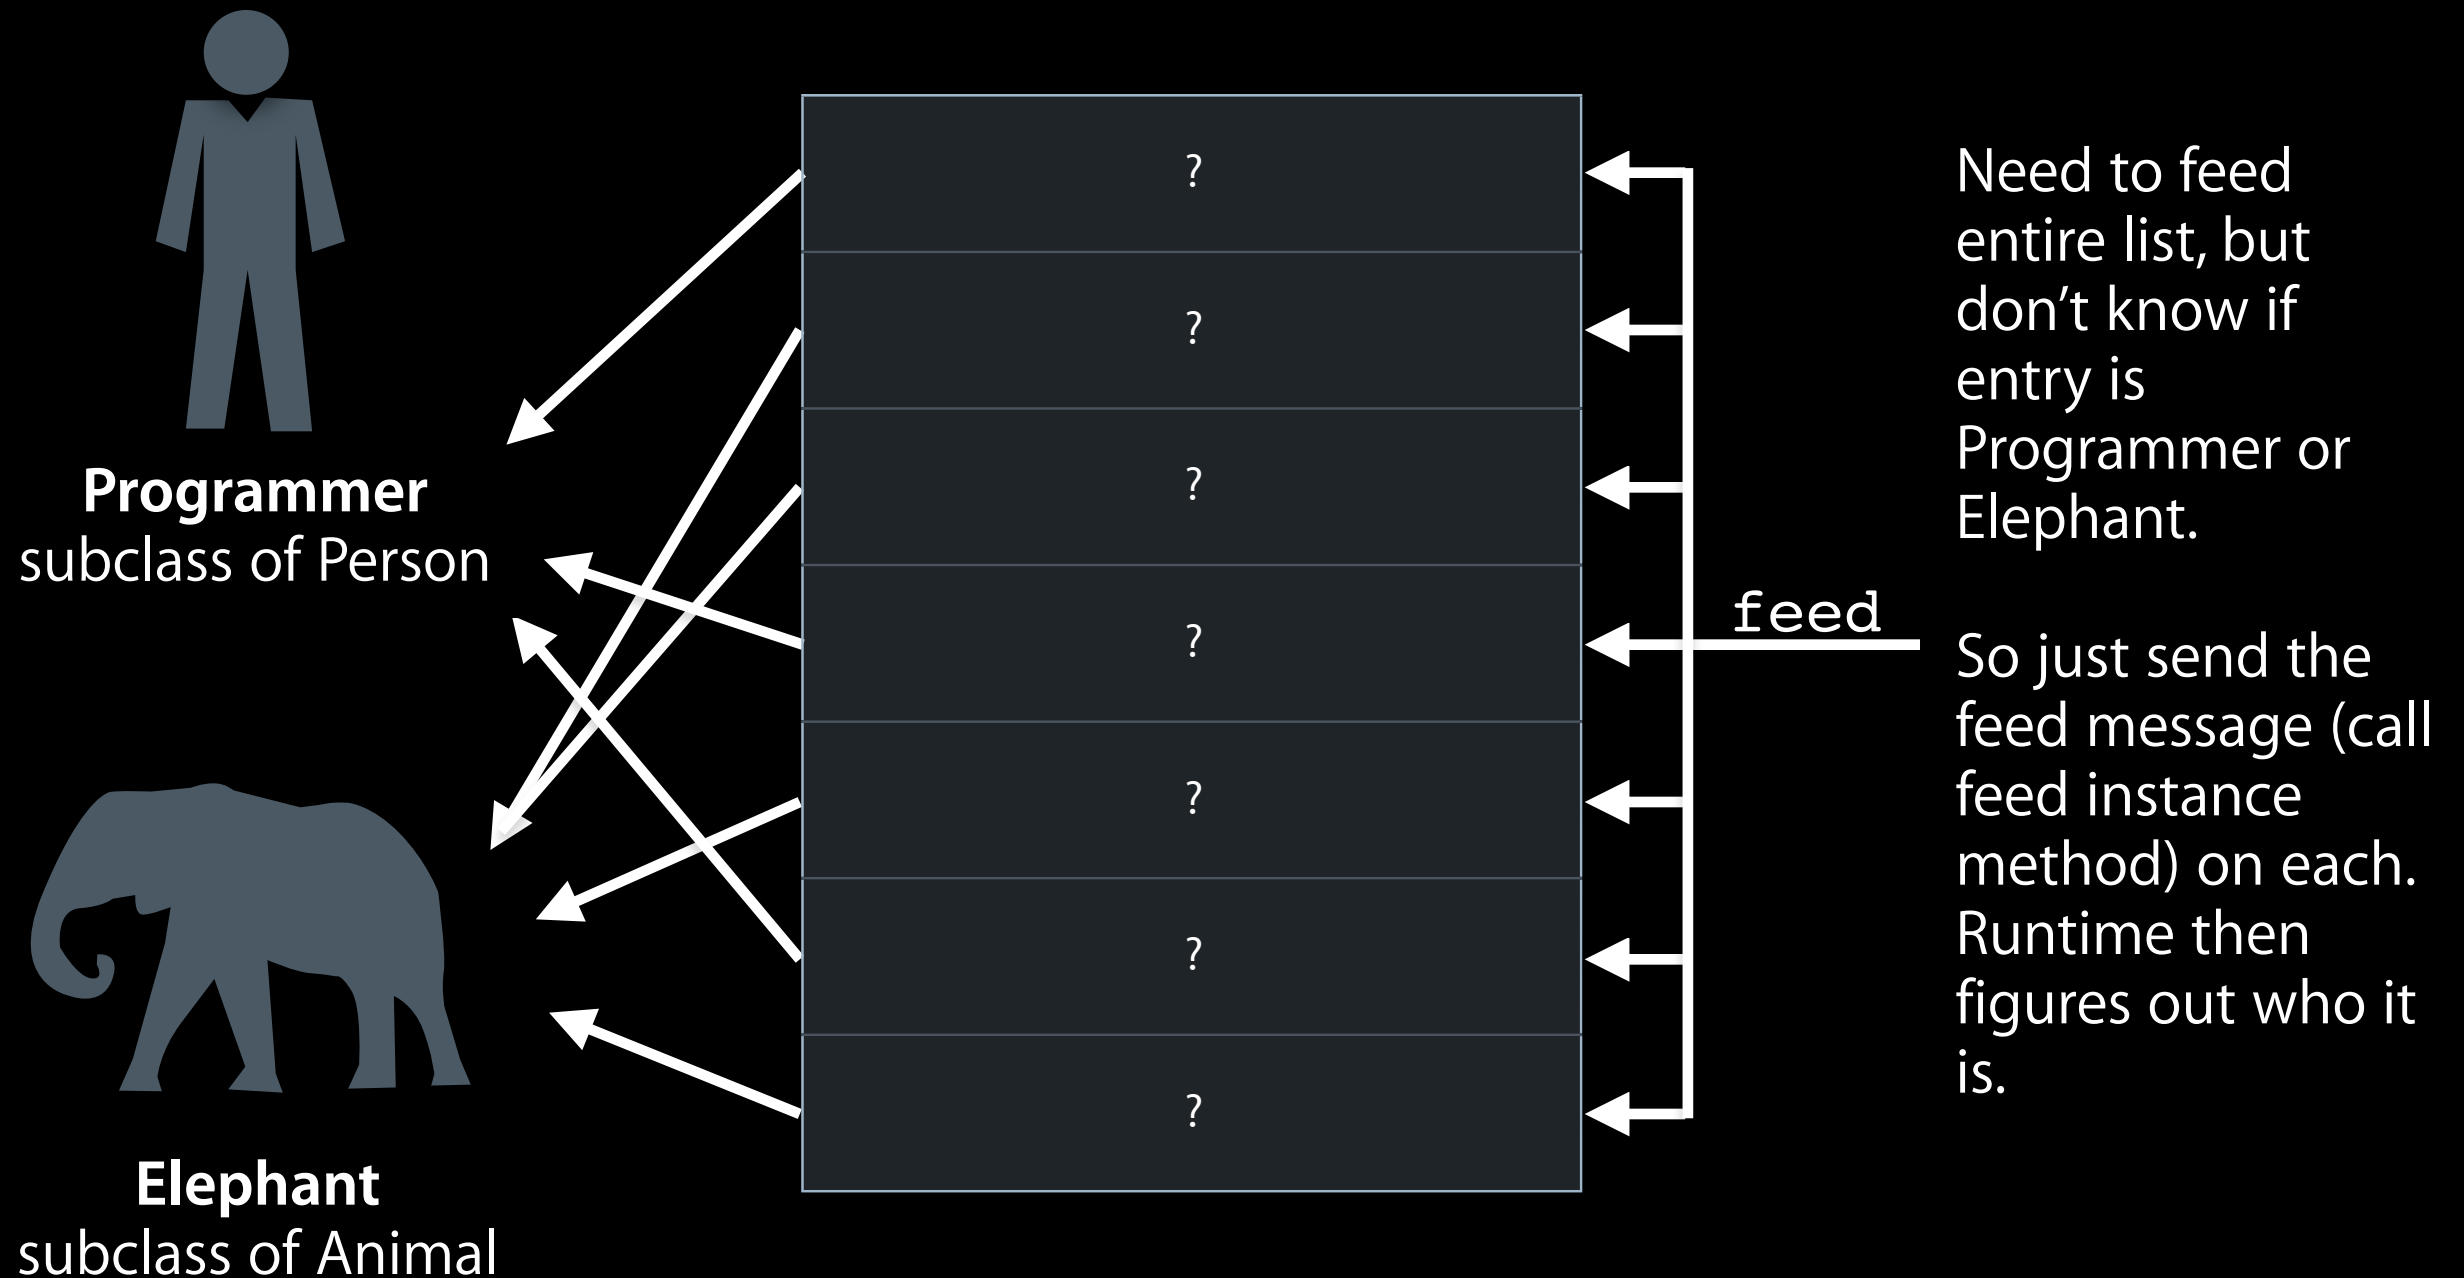 Programmer
subclass of Person
Elephant
subclass of Animal
?
?
?
?
?
?
?
feed
Need to feed
entire list, but
don’t know if
entry is
Programmer or
Elephant.
So just send the
feed message (call
feed instance
method) on each.
Runtime then
figures out who it
is.